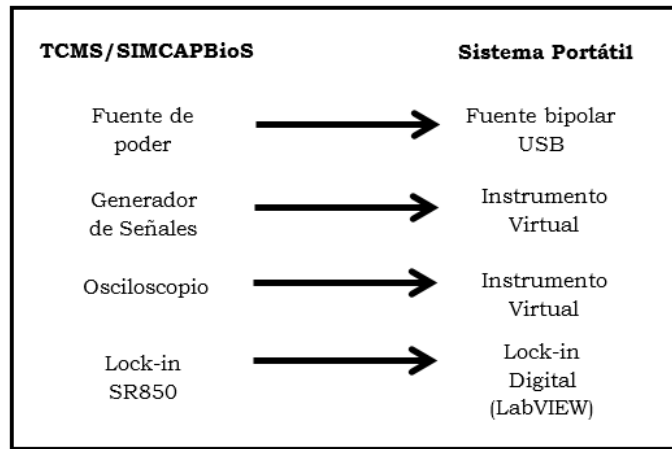 TCMS/SIMCAPBioS
Sistema Portátil
Fuente de
poder
Fuente bipolar
USB
Generador
de Señales
Instrumento
Virtual
Osciloscopio
Instrumento
Virtual
Lock-in
SR850
Lock-in
Digital
(LabVIEW)